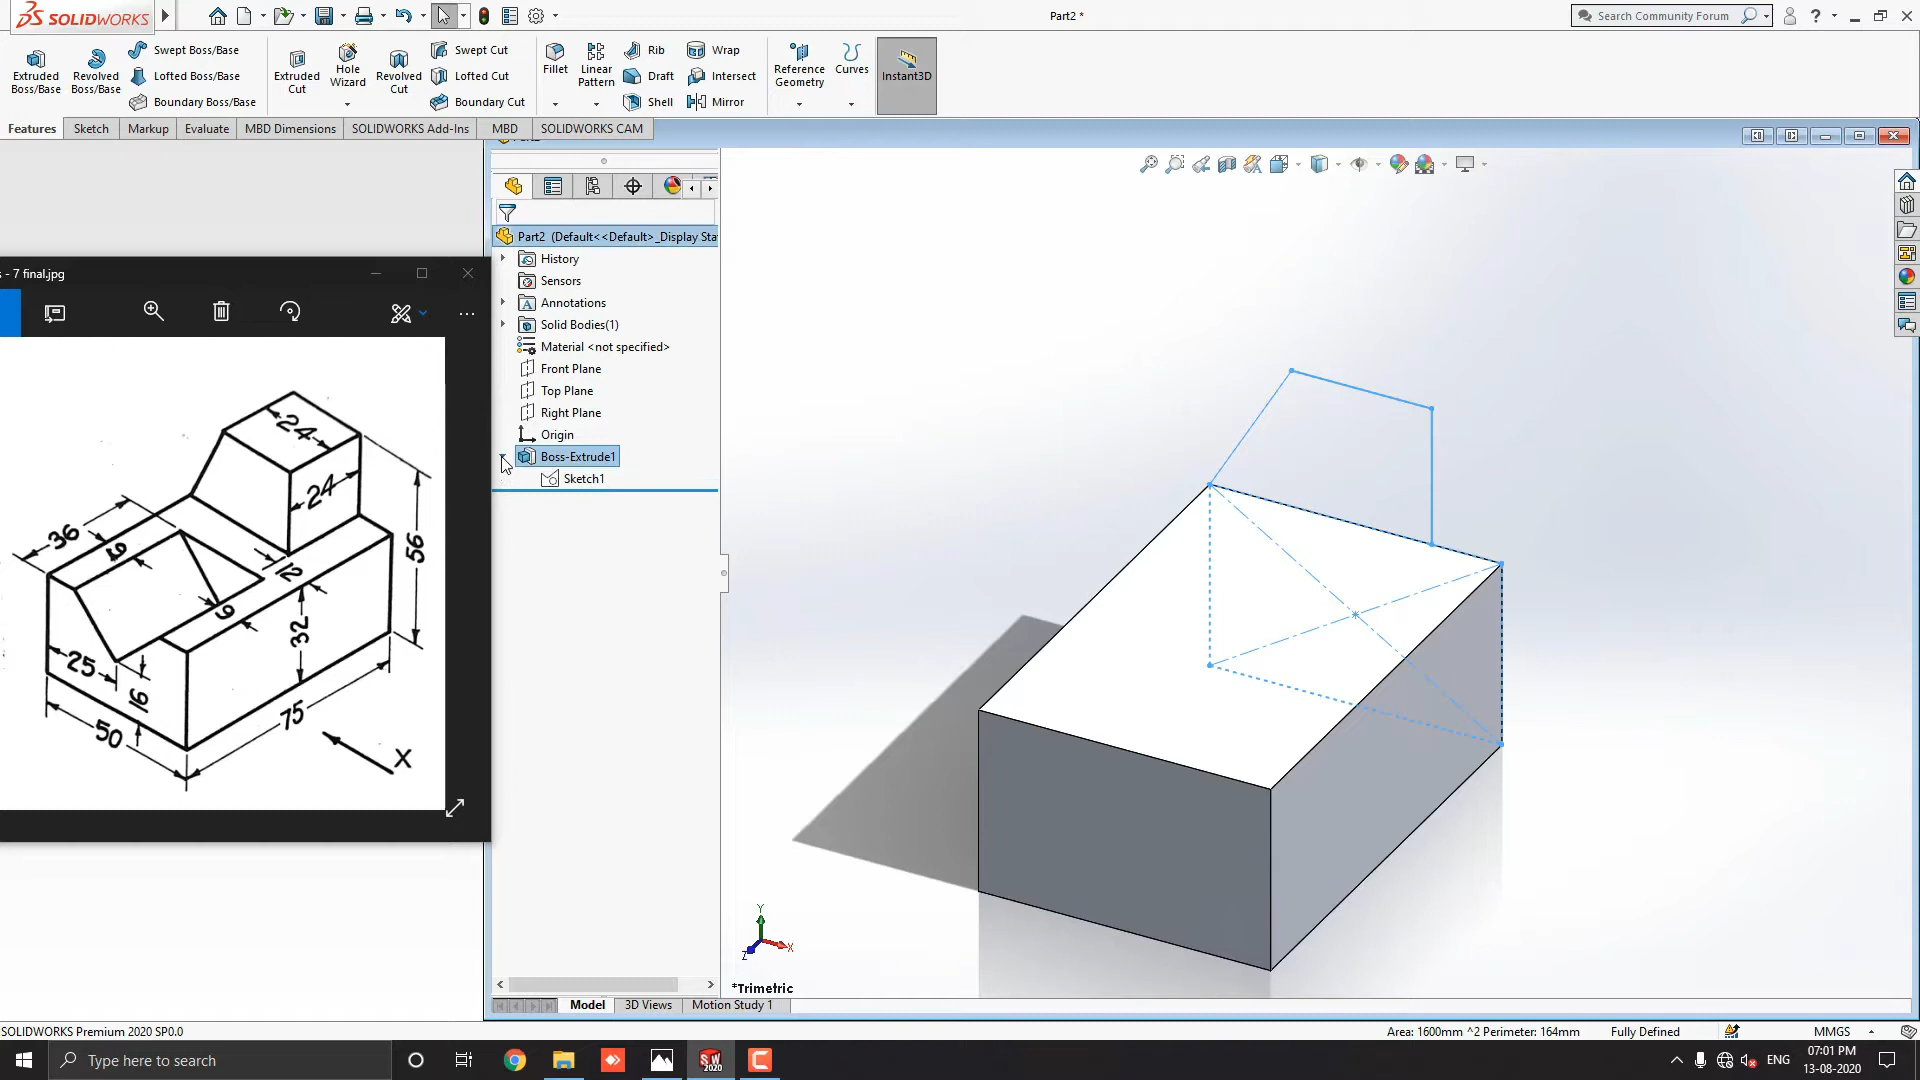 SOLIDWORKS
Part2 *
Search Community Forum
?
Extruded Boss/Base
Revolved Boss/Base
Swept Boss/Base
Lofted Boss/Base
Boundary Boss/Base
Extruded Cut
Hole Wizard
Revolved Cut
Swept Cut
Lofted Cut
Boundary Cut
Fillet
Linear Pattern
Rib
Draft
Shell
Wrap
Intersect
Mirror
Reference Geometry
Curves
Instant3D
Features
Sketch
Markup
Evaluate
MBD Dimensions
SOLIDWORKS Add-Ins
MBD
SOLIDWORKS CAM
s - 7 final.jpg
24
24
36
9
12
56
9
32
25
16
50
75
X
Part2 (Default<<Default>_Display Sta
History
Sensors
Annotations
Solid Bodies(1)
Material <not specified>
Front Plane
Top Plane
Right Plane
Origin
Boss-Extrude1
Sketch1
Y
X
Z
*Trimetric
Model
3D Views
Motion Study 1
SOLIDWORKS Premium 2020 SP0.0
Area: 1600mm ^2 Perimeter: 164mm
Fully Defined
MMGS
Type here to search
SW
2020
ENG
07:01 PM
13-08-2020